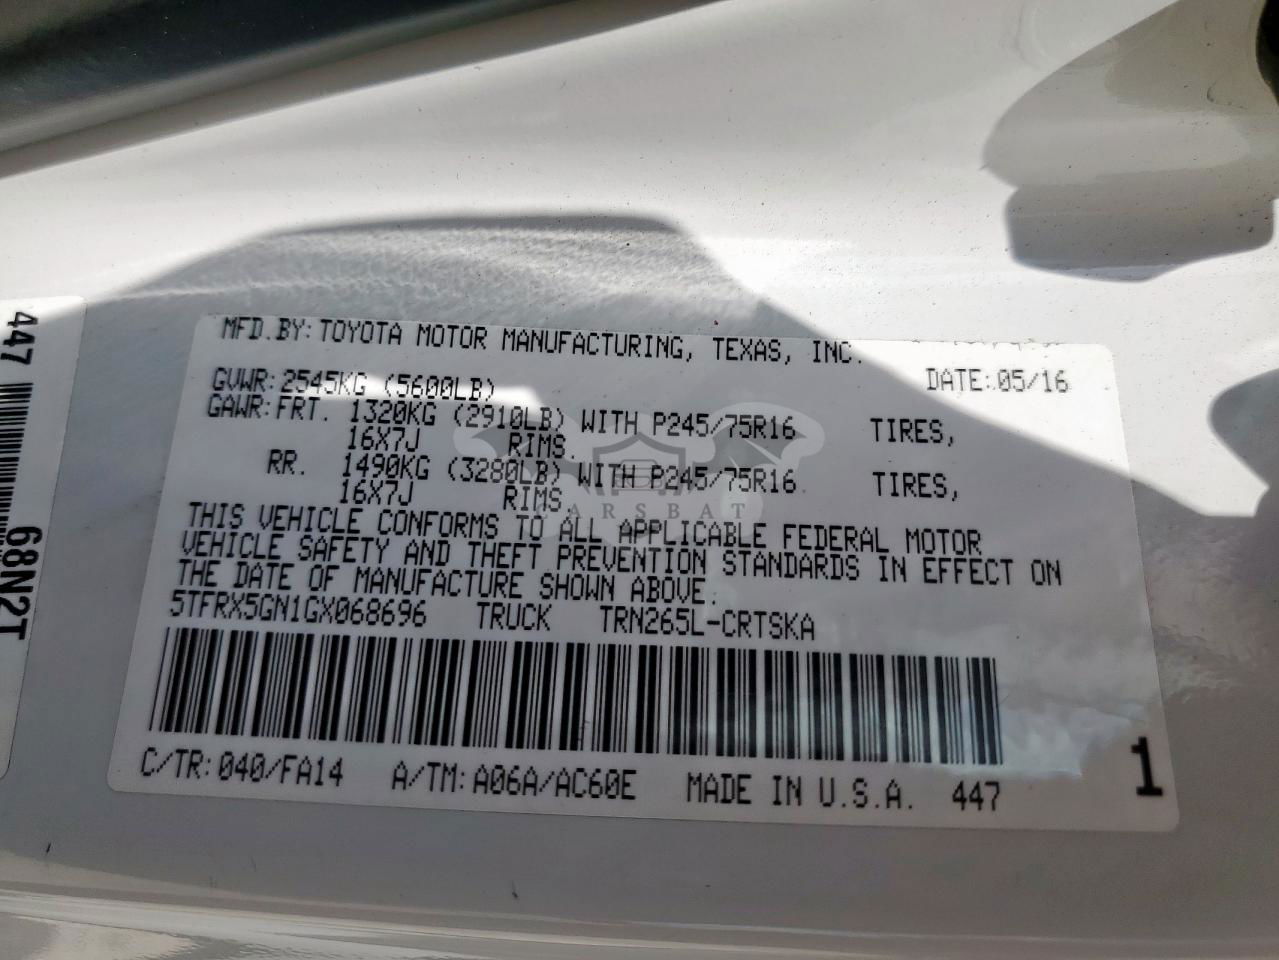 MFD.BY: TOYOTA MOTOR MANUFACTURING, TEXAS, INC.
GVWR: 2545KG (5600LB) DATE: 05/16
GAWR: FRT. 1320KG (2910LB) WITH P245/75R16 TIRES,
16X7J RIMS.
RR. 1490KG (3280LB) WITH P245/75R16 TIRES,
16X7J RIMS.
THIS VEHICLE CONFORMS TO ALL APPLICABLE FEDERAL MOTOR
VEHICLE SAFETY AND THEFT PREVENTION STANDARDS IN EFFECT ON
THE DATE OF MANUFACTURE SHOWN ABOVE.
5TFRX5GN1GX068696 TRUCK TRN265L-CRTSKA
C/TR: 040/FA14 A/TM: A06A/AC60E MADE IN U.S.A. 447
1
447
68N2T
CARSBAT